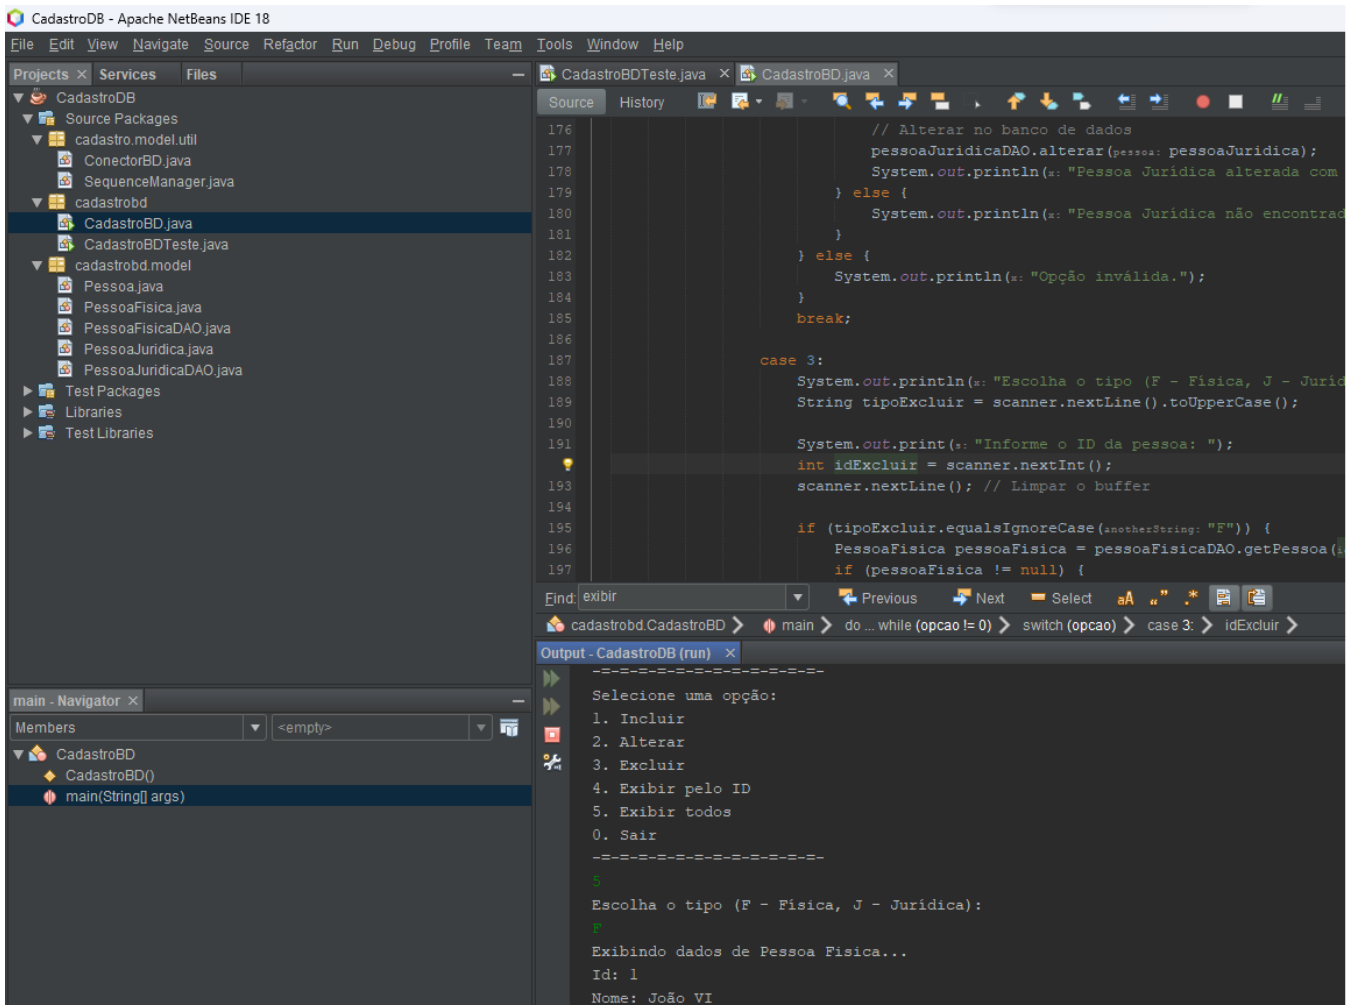 CadastroDB - Apache NetBeans IDE 18
File Edit View Navigate Source Refactor Run Debug Profile Team Tools Window Help
Projects × Services Files
CadastroDB
Source Packages
cadastro.model.util
ConectorBD.java
SequenceManager.java
cadastrobd
CadastroBD.java
CadastroBDTeste.java
cadastrobd.model
Pessoa.java
PessoaFisica.java
PessoaFisicaDAO.java
PessoaJuridica.java
PessoaJuridicaDAO.java
Test Packages
Libraries
Test Libraries
main - Navigator ×
Members <empty>
CadastroBD
CadastroBD()
main(String[] args)
CadastroBDTeste.java × CadastroBD.java ×
Source History
176 // Alterar no banco de dados
177 pessoaJuridicaDAO.alterar(pessoa: pessoaJuridica);
178 System.out.println(x: "Pessoa Jurídica alterada com
179 } else {
180 System.out.println(x: "Pessoa Jurídica não encontrad
181 }
182 } else {
183 System.out.println(x: "Opção inválida.");
184 }
185 break;
186
187 case 3:
188 System.out.println(x: "Escolha o tipo (F - Física, J - Juríd
189 String tipoExcluir = scanner.nextLine().toUpperCase();
190
191 System.out.print(s: "Informe o ID da pessoa: ");
int idExcluir = scanner.nextInt();
193 scanner.nextLine(); // Limpar o buffer
194
195 if (tipoExcluir.equalsIgnoreCase(anotherString: "F")) {
196 PessoaFisica pessoaFisica = pessoaFisicaDAO.getPessoa(
197 if (pessoaFisica != null) {
Find: exibir Previous Next Select aA “” .*
cadastrobd.CadastroBD main do ... while (opcao != 0) switch (opcao) case 3: idExcluir
Output - CadastroDB (run) ×
-=-=-=-=-=-=-=-=-=-=-=-=-
Selecione uma opção:
1. Incluir
2. Alterar
3. Excluir
4. Exibir pelo ID
5. Exibir todos
0. Sair
-=-=-=-=-=-=-=-=-=-=-=-=-
5
Escolha o tipo (F - Física, J - Jurídica):
F
Exibindo dados de Pessoa Fisica...
Id: 1
Nome: João VI